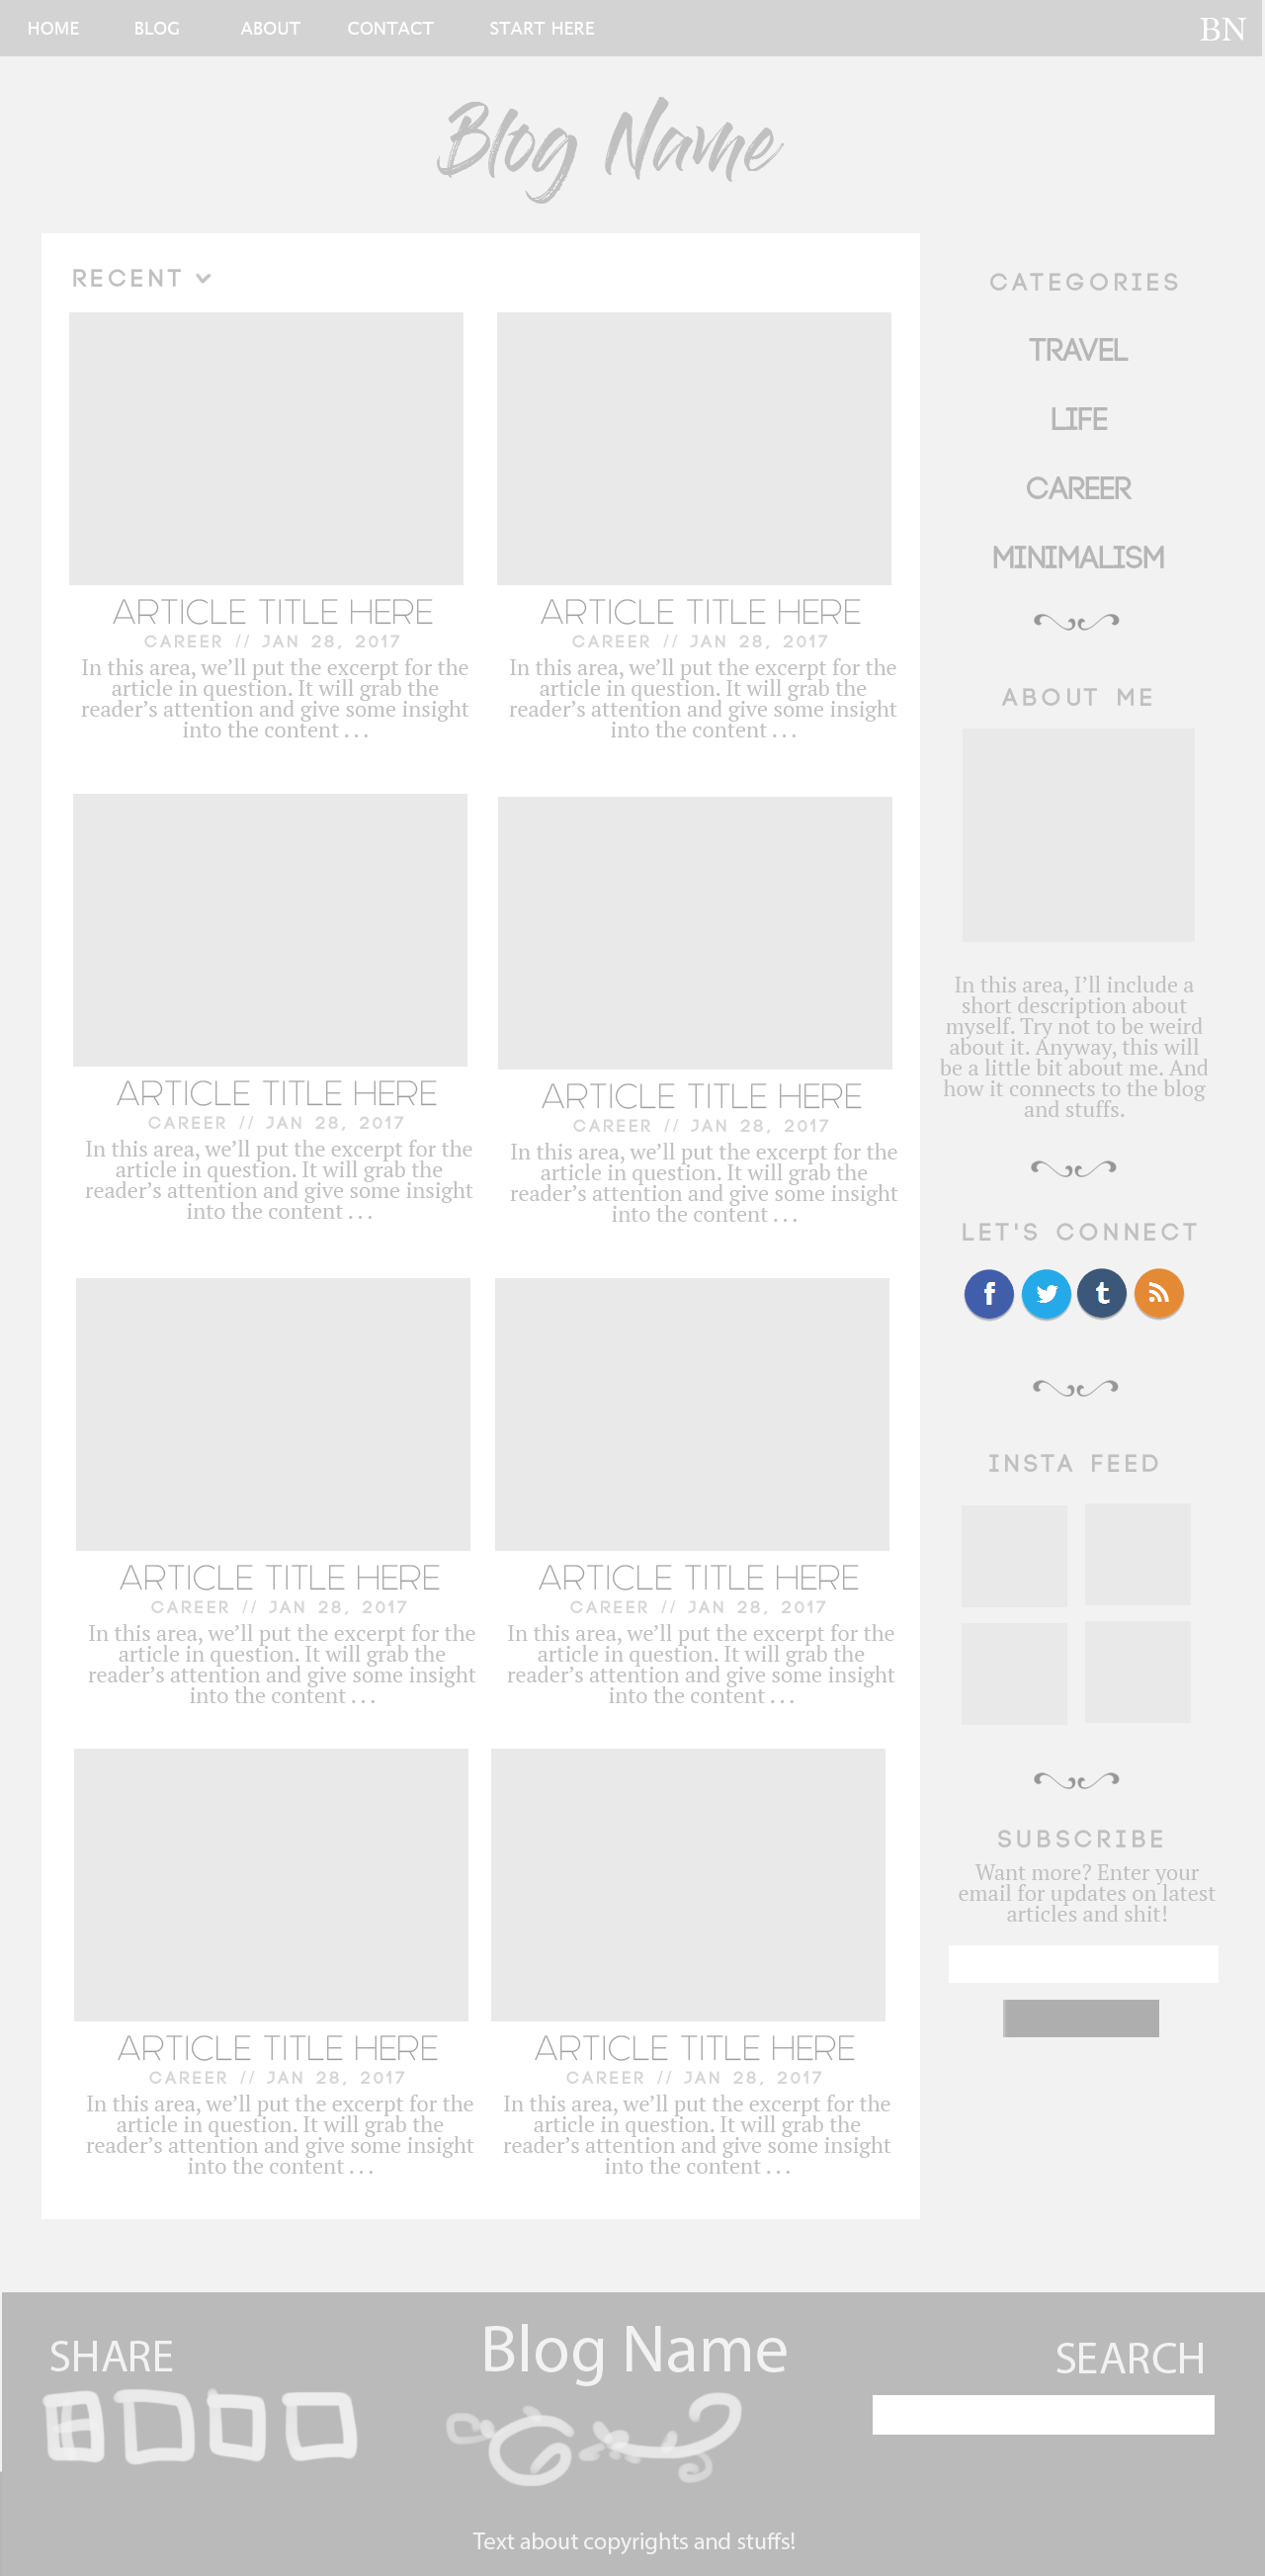 HOME BLOG ABOUT CONTACT START HERE BN
Blog Name
RECENT
ARTICLE TITLE HERE
CAREER // JAN 28, 2017
In this area, we’ll put the excerpt for the
article in question. It will grab the
reader’s attention and give some insight
into the content . . .
ARTICLE TITLE HERE
CAREER // JAN 28, 2017
In this area, we’ll put the excerpt for the
article in question. It will grab the
reader’s attention and give some insight
into the content . . .
ARTICLE TITLE HERE
CAREER // JAN 28, 2017
In this area, we’ll put the excerpt for the
article in question. It will grab the
reader’s attention and give some insight
into the content . . .
ARTICLE TITLE HERE
CAREER // JAN 28, 2017
In this area, we’ll put the excerpt for the
article in question. It will grab the
reader’s attention and give some insight
into the content . . .
ARTICLE TITLE HERE
CAREER // JAN 28, 2017
In this area, we’ll put the excerpt for the
article in question. It will grab the
reader’s attention and give some insight
into the content . . .
ARTICLE TITLE HERE
CAREER // JAN 28, 2017
In this area, we’ll put the excerpt for the
article in question. It will grab the
reader’s attention and give some insight
into the content . . .
ARTICLE TITLE HERE
CAREER // JAN 28, 2017
In this area, we’ll put the excerpt for the
article in question. It will grab the
reader’s attention and give some insight
into the content . . .
ARTICLE TITLE HERE
CAREER // JAN 28, 2017
In this area, we’ll put the excerpt for the
article in question. It will grab the
reader’s attention and give some insight
into the content . . .
CATEGORIES
TRAVEL
LIFE
CAREER
MINIMALISM
ABOUT ME
In this area, I’ll include a
short description about
myself. Try not to be weird
about it. Anyway, this will
be a little bit about me. And
how it connects to the blog
and stuffs.
LET'S CONNECT
INSTA FEED
SUBSCRIBE
Want more? Enter your
email for updates on latest
articles and shit!
SHARE
Blog Name
SEARCH
Text about copyrights and stuffs!